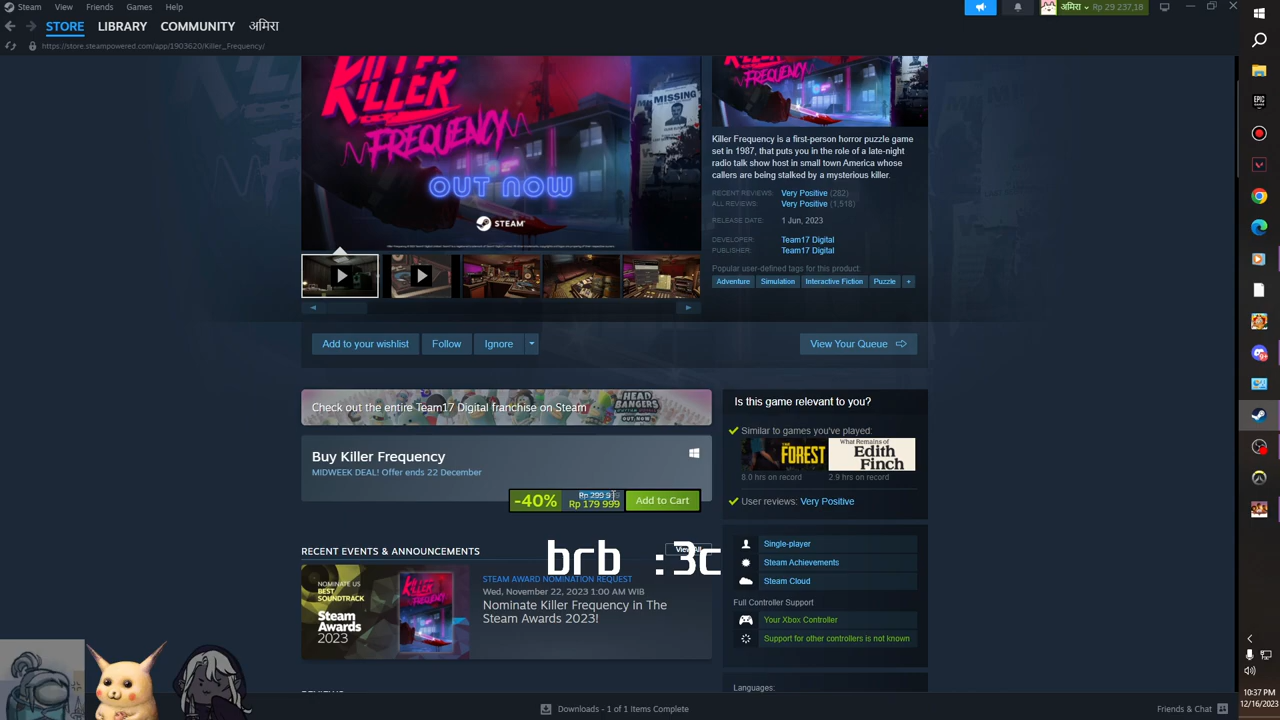 Steam View Friends Games Help
अमिरा Rp 29 237,18
STORE LIBRARY COMMUNITY अमिरा
https://store.steampowered.com/app/1903620/Killer_Frequency/
KILLER
KILLER
FREQUENCY
OUT NOW
STEAM
MISSING
FREQUENCY
MISSING
Killer Frequency is a first-person horror puzzle game
set in 1987, that puts you in the role of a late-night
radio talk show host in small town America whose
callers are being stalked by a mysterious killer.
RECENT REVIEWS: Very Positive (282)
ALL REVIEWS: Very Positive (1,518)
RELEASE DATE: 1 Jun, 2023
DEVELOPER: Team17 Digital
PUBLISHER: Team17 Digital
Popular user-defined tags for this product:
Adventure Simulation Interactive Fiction Puzzle +
Add to your wishlist Follow Ignore
View Your Queue
Check out the entire Team17 Digital franchise on Steam
HEAD
BANGERS
OUT NOW
Buy Killer Frequency
MIDWEEK DEAL! Offer ends 22 December
-40%
Rp 179 999
Add to Cart
Is this game relevant to you?
Similar to games you've played:
FOREST
What Remains of
Edith
Finch
8.0 hrs on record 2.9 hrs on record
User reviews: Very Positive
RECENT EVENTS & ANNOUNCEMENTS
brb :3c
NOMINATE US
BEST
SOUNDTRACK
Steam
Awards
2023
STEAM AWARD NOMINATION REQUEST
Wed, November 22, 2023 1:00 AM WIB
Nominate Killer Frequency in The
Steam Awards 2023!
Single-player
Steam Achievements
Steam Cloud
Full Controller Support
Your Xbox Controller
Support for other controllers is not known
Languages:
Downloads - 1 of 1 Items Complete
Friends & Chat
EPIC
10:37 PM
12/16/2023